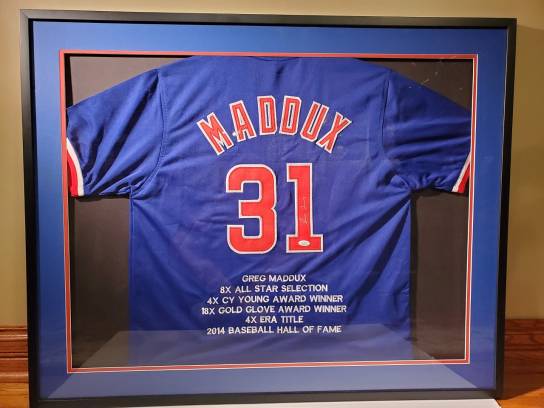 MADDUX
31
GREG MADDUX
8X ALL STAR SELECTION
4X CY YOUNG AWARD WINNER
18X GOLD GLOVE AWARD WINNER
4X ERA TITLE
2014 BASEBALL HALL OF FAME